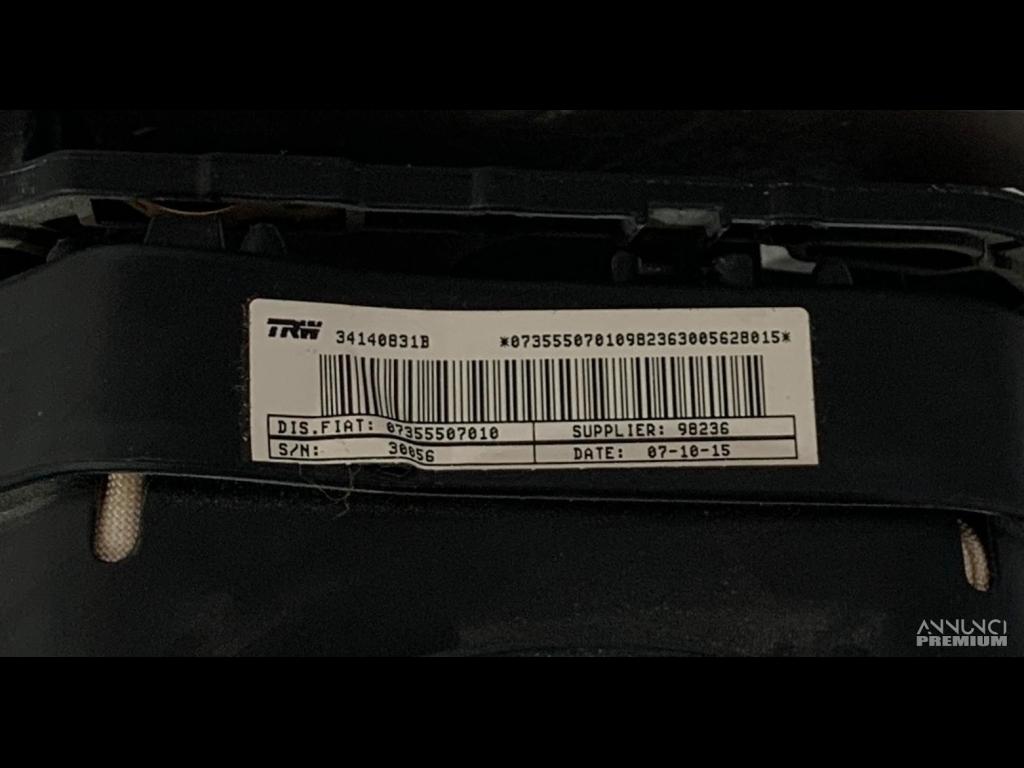 TRW 34140831B *07355507010982363005628015*
DIS.FIAT: 07355507010 SUPPLIER: 98236
S/N: 30056 DATE: 07-10-15
ANNUNCI
PREMIUM